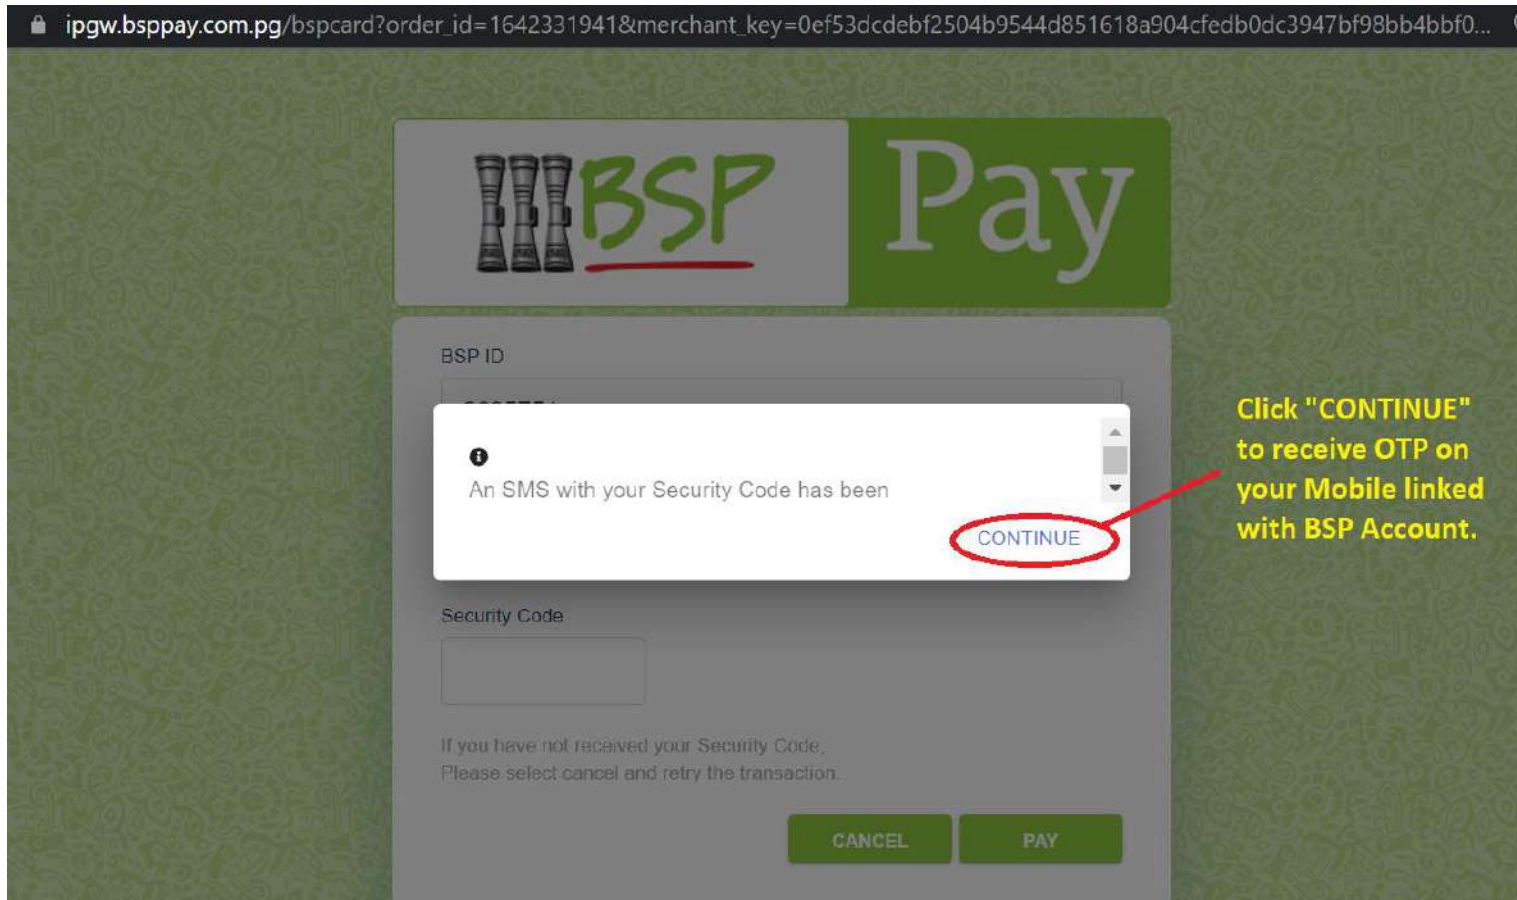 ipgw.bsppay.com.pg/bspcard?order_id=1642331941&merchant_key=0ef53dcdebf2504b9544d851618a904cfedb0dc3947bf98bb4bbf0...
BSP Pay
BSP ID
An SMS with your Security Code has been
CONTINUE
Click "CONTINUE"
to receive OTP on
your Mobile linked
with BSP Account.
Security Code
If you have not received your Security Code,
Please select cancel and retry the transaction.
CANCEL PAY